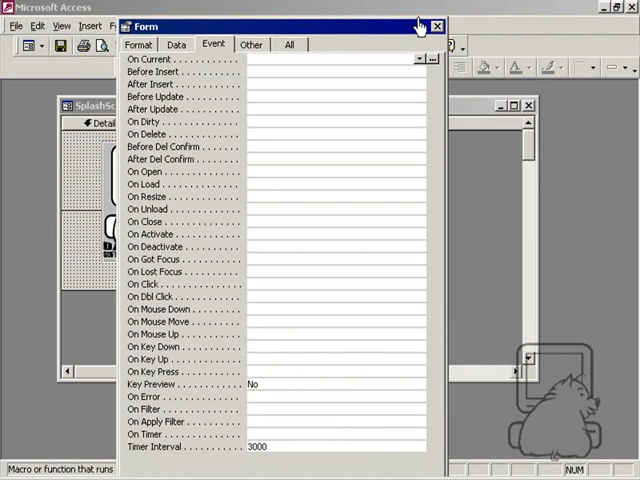 Microsoft Access
File Edit View Insert
Form
Format Data Event Other All
On Current
Before Insert
After Insert
Before Update
After Update
On Dirty
On Delete
Before Del Confirm
After Del Confirm
On Open
On Load
On Resize
On Unload
On Close
On Activate
On Deactivate
On Got Focus
On Lost Focus
On Click
On Dbl Click
On Mouse Down
On Mouse Move
On Mouse Up
On Key Down
On Key Up
On Key Press
Key Preview No
On Error
On Filter
On Apply Filter
On Timer
Timer Interval 3000
Detail
Macro or function that runs
NUM